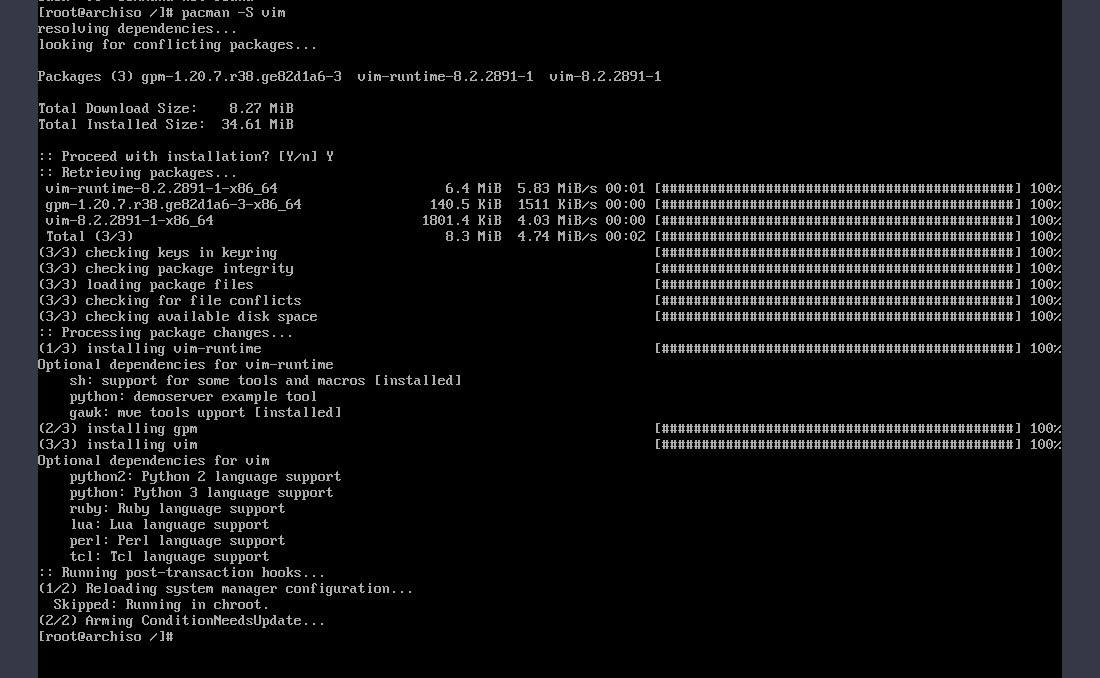 [root@archiso /]# pacman -S vim
resolving dependencies...
looking for conflicting packages...
Packages (3) gpm-1.20.7.r38.ge82d1a6-3  vim-runtime-8.2.2891-1  vim-8.2.2891-1
Total Download Size:    8.27 MiB
Total Installed Size:  34.61 MiB
:: Proceed with installation? [Y/n] Y
:: Retrieving packages...
vim-runtime-8.2.2891-1-x86_64 6.4 MiB 5.83 MiB/s 00:01 [############################################] 100%
gpm-1.20.7.r38.ge82d1a6-3-x86_64 140.5 KiB 1511 KiB/s 00:00 [############################################] 100%
vim-8.2.2891-1-x86_64 1801.4 KiB 4.03 MiB/s 00:00 [############################################] 100%
Total (3/3) 8.3 MiB 4.74 MiB/s 00:02 [############################################] 100%
(3/3) checking keys in keyring [############################################] 100%
(3/3) checking package integrity [############################################] 100%
(3/3) loading package files [############################################] 100%
(3/3) checking for file conflicts [############################################] 100%
(3/3) checking available disk space [############################################] 100%
:: Processing package changes...
(1/3) installing vim-runtime [############################################] 100%
Optional dependencies for vim-runtime
    sh: support for some tools and macros [installed]
    python: demoserver example tool
    gawk: mve tools upport [installed]
(2/3) installing gpm [############################################] 100%
(3/3) installing vim [############################################] 100%
Optional dependencies for vim
    python2: Python 2 language support
    python: Python 3 language support
    ruby: Ruby language support
    lua: Lua language support
    perl: Perl language support
    tcl: Tcl language support
:: Running post-transaction hooks...
(1/2) Reloading system manager configuration...
  Skipped: Running in chroot.
(2/2) Arming ConditionNeedsUpdate...
[root@archiso /]#